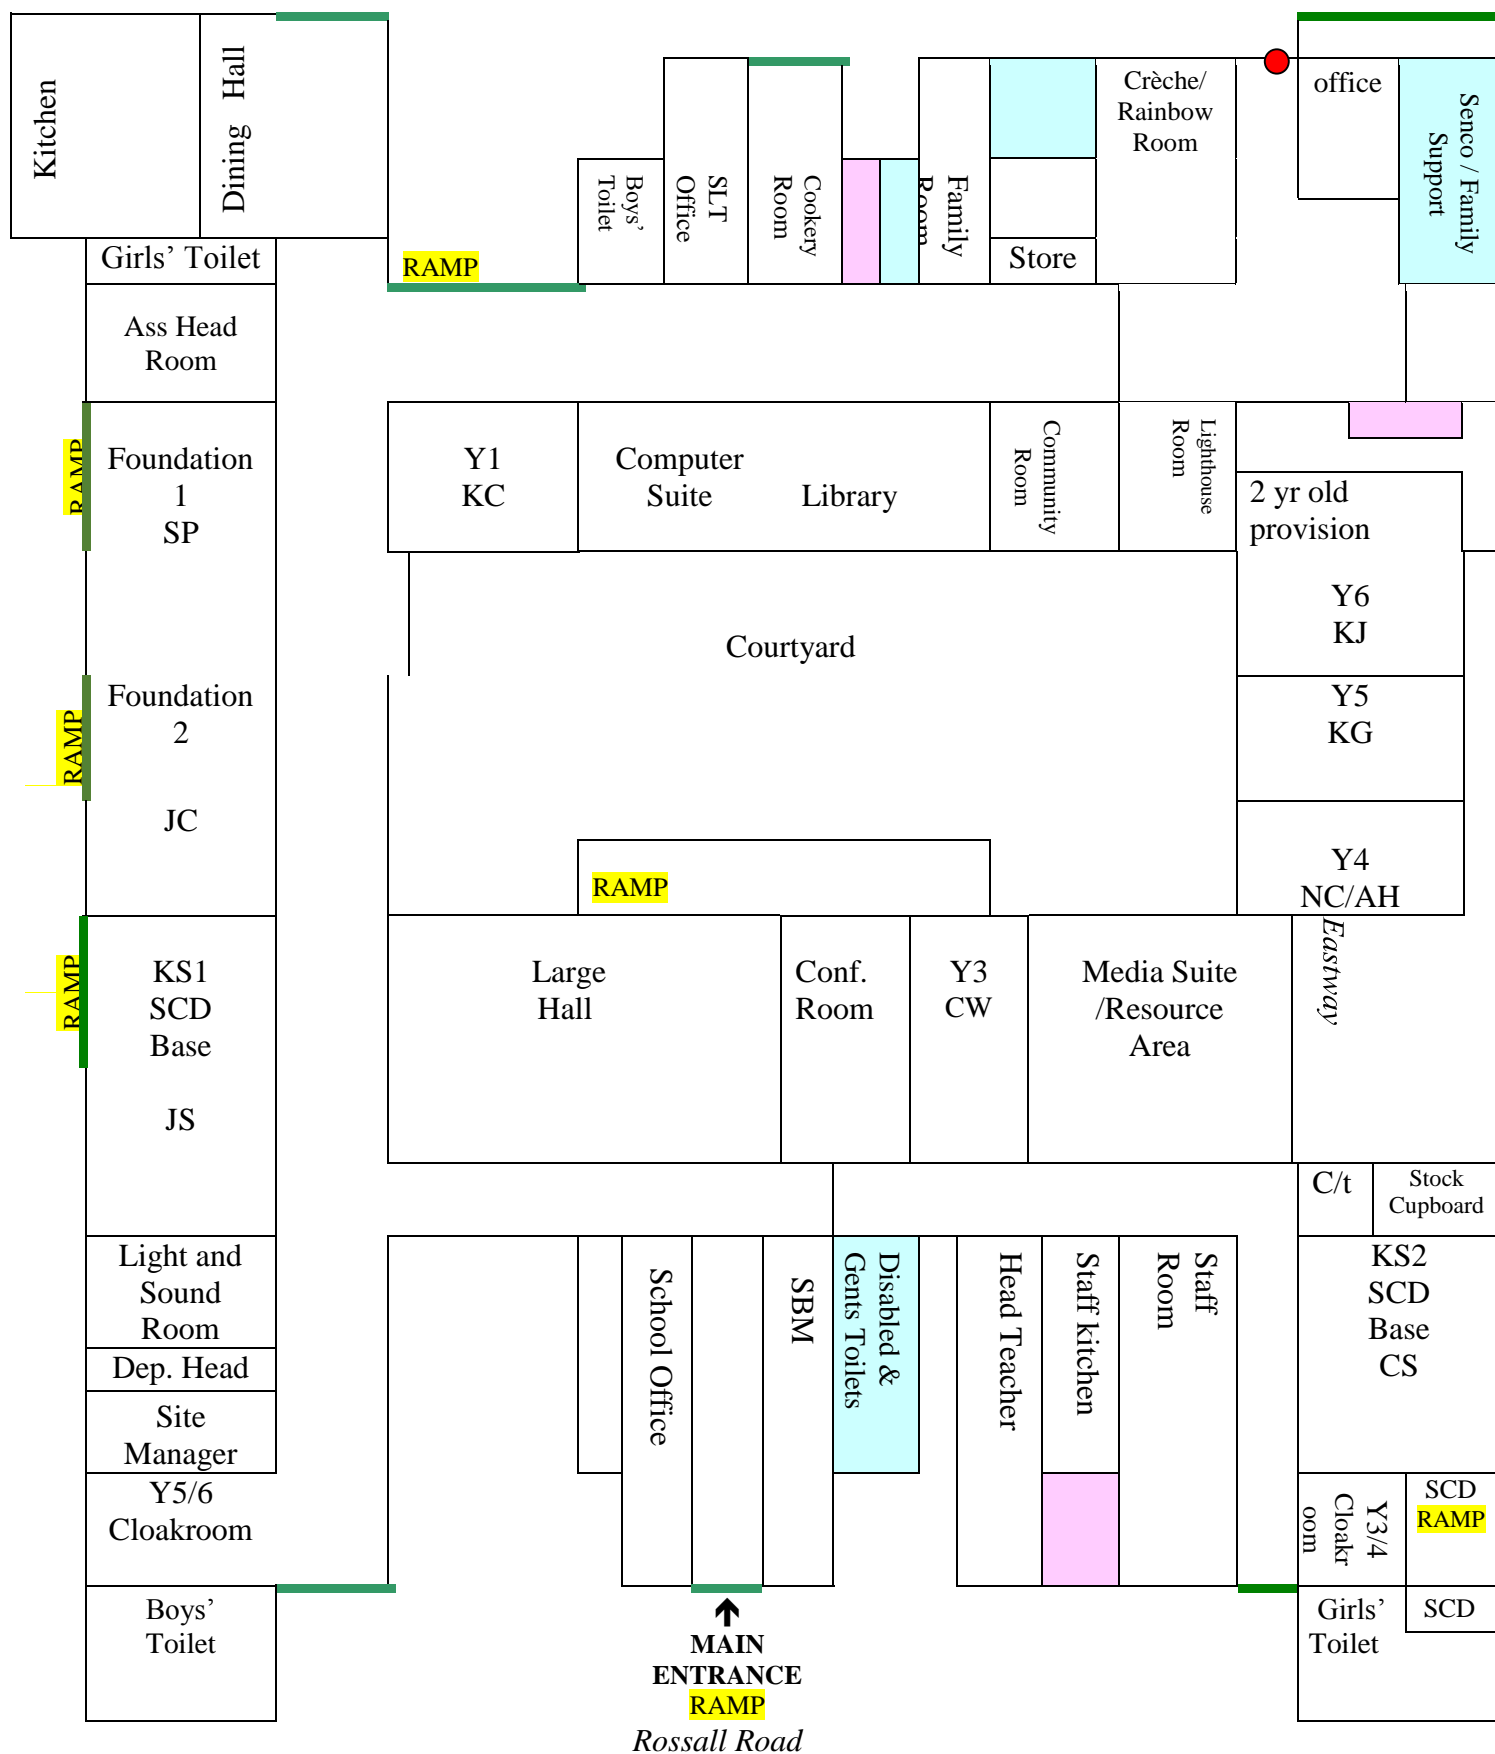 Kitchen
Dining Hall
Boys'
Toilet
SLT
Office
Cookery
Room
Family
Room
Crèche/
Rainbow
Room
office
Senco / Family
Support
Girls' Toilet
RAMP
Store
Ass Head
Room
RAMP
Foundation
1
SP
Y1
KC
Computer
Suite
Library
Community
Room
Lighthouse
Room
2 yr old
provision
Y6
KJ
Courtyard
RAMP
Foundation
2
JC
Y5
KG
RAMP
Y4
NC/AH
Eastway
RAMP
KS1
SCD
Base
JS
Large
Hall
Conf.
Room
Y3
CW
Media Suite
/Resource
Area
C/t
Stock
Cupboard
Light and
Sound
Room
School Office
SBM
Disabled &
Gents Toilets
Head Teacher
Staff kitchen
Staff
Room
KS2
SCD
Base
CS
Dep. Head
Site
Manager
Y5/6
Cloakroom
Y3/4
Cloakr
oom
SCD
RAMP
Boys'
Toilet
Girls'
Toilet
SCD
MAIN
ENTRANCE
RAMP
Rossall Road